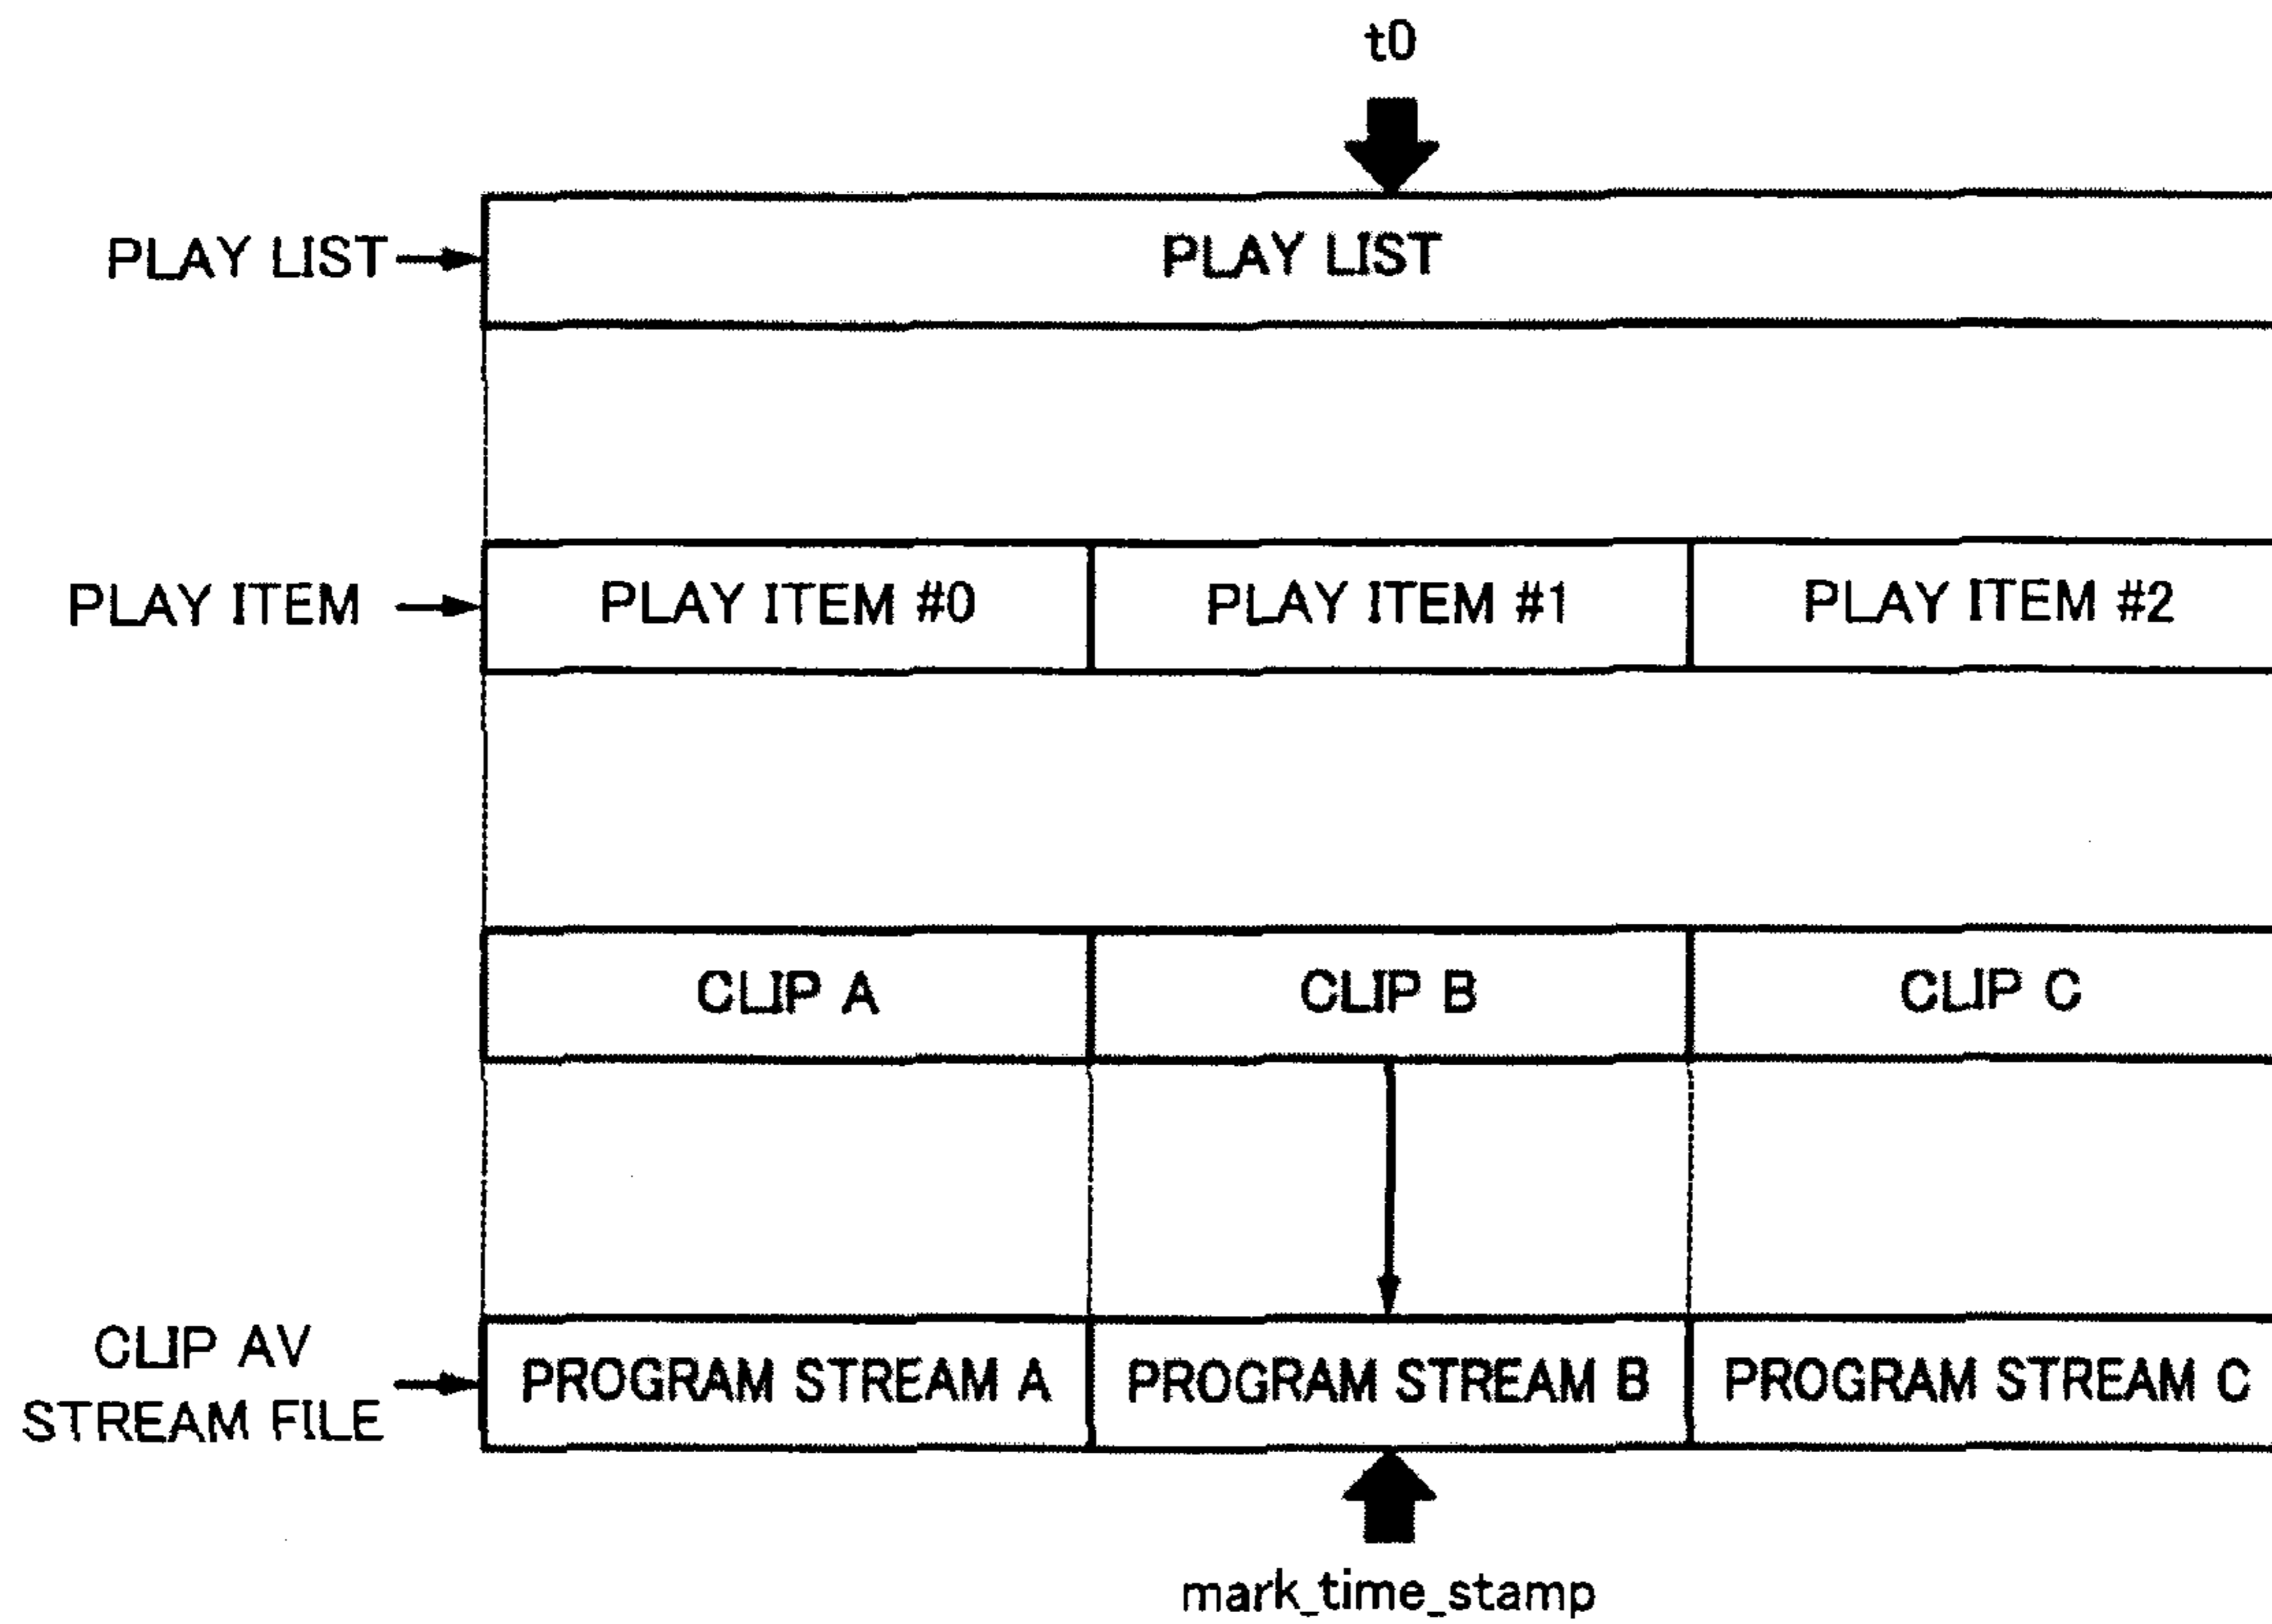 t0
PLAY LIST
PLAY LIST
PLAY ITEM
PLAY ITEM #0
PLAY ITEM #1
PLAY ITEM #2
CLIP A
CLIP B
CLIP C
CLIP AV
STREAM FILE
PROGRAM STREAM A
PROGRAM STREAM B
PROGRAM STREAM C
mark_time_stamp